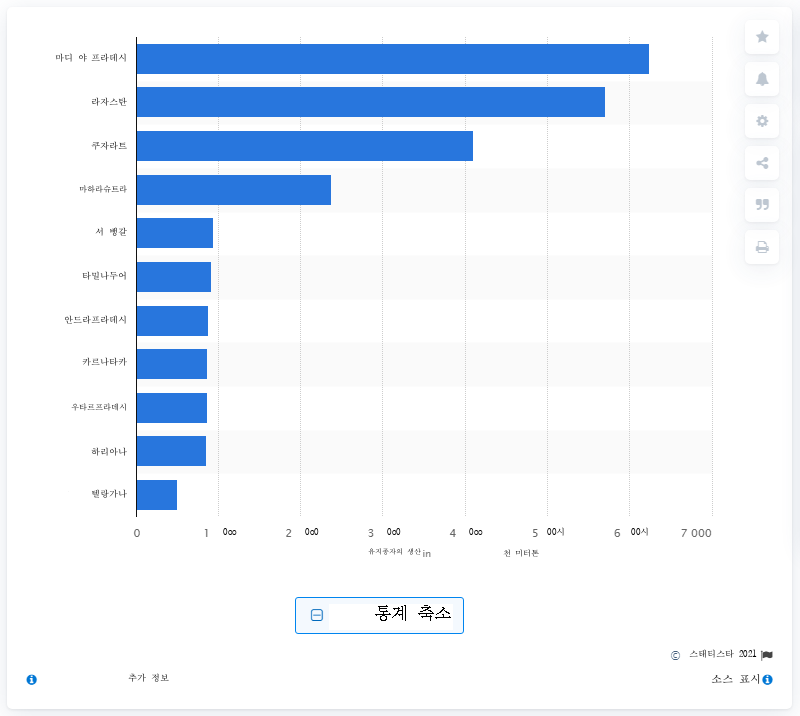 마디 야 프라데시
라자스탄
쿠자라트
마하라슈트라
서 벵갈
타밀나두어
안드라프라데시
카르나타카
우타르프라데시
하리아나
텔랑가나
0 1 0oo 2 0o0 3 0o0 4 0oo 5 00시 6 00시 7 000
유지종자의 생산 in 천 미터톤
통계 축소
© 스태티스타 2021
추가 정보 소스 표시